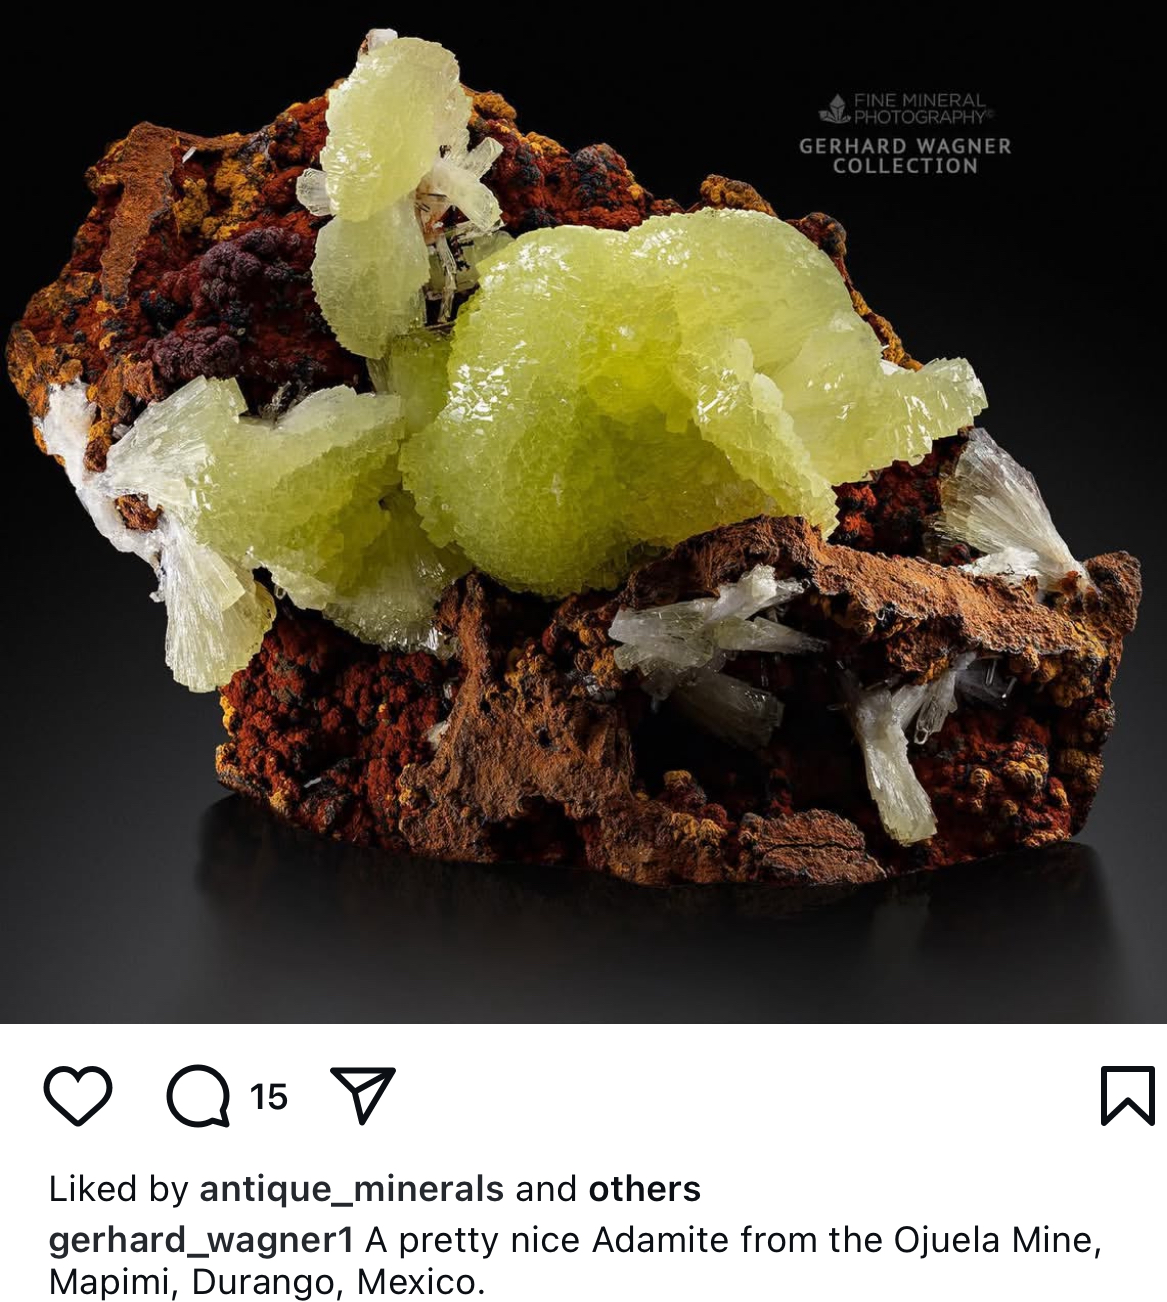 FINE MINERAL
PHOTOGRAPHY©
GERHARD WAGNER
COLLECTION
15
Liked by antique_minerals and others
gerhard_wagner1 A pretty nice Adamite from the Ojuela Mine,
Mapimi, Durango, Mexico.